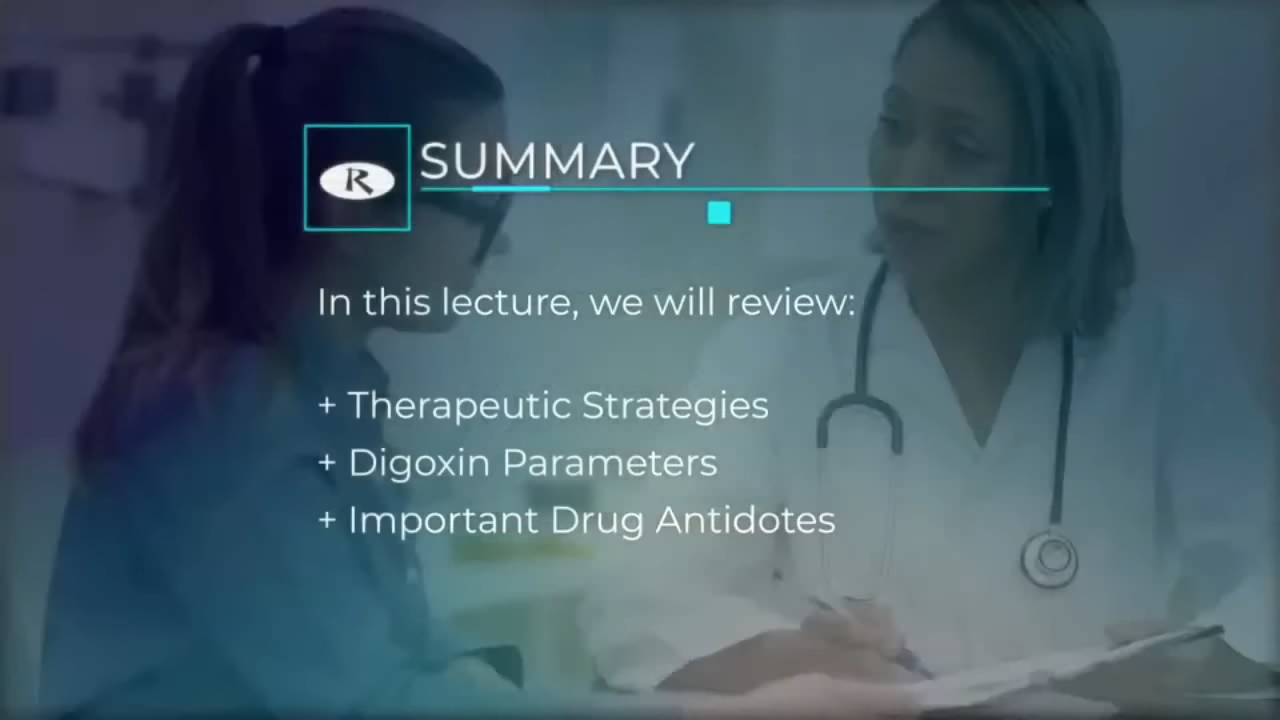 R
SUMMARY
In this lecture, we will review:
+ Therapeutic Strategies
+ Digoxin Parameters
+ Important Drug Antidotes